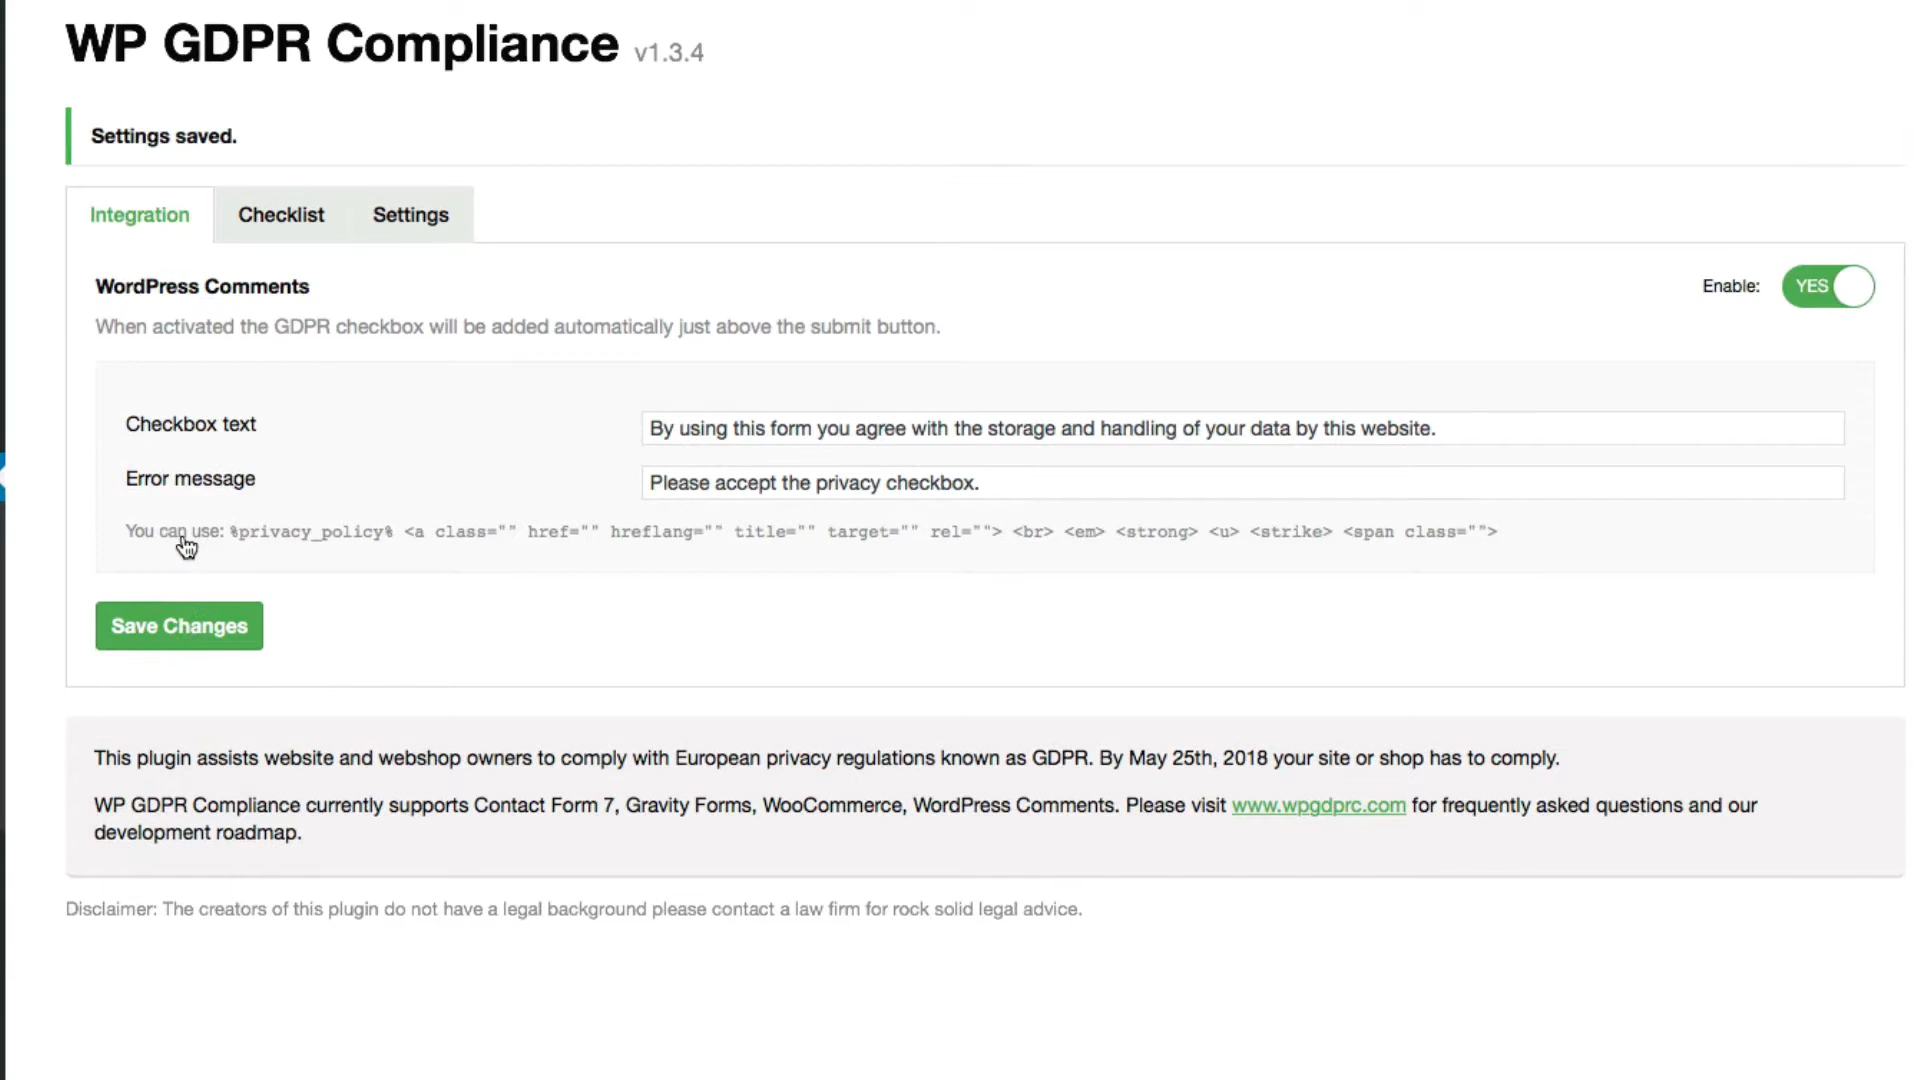 WP GDPR Compliance v1.3.4
Settings saved.
Integration Checklist Settings
WordPress Comments Enable: YES
When activated the GDPR checkbox will be added automatically just above the submit button.
Checkbox text By using this form you agree with the storage and handling of your data by this website.
Error message Please accept the privacy checkbox.
You can use: %privacy_policy% <a class="" href="" hreflang="" title="" target="" rel=""> <br> <em> <strong> <u> <strike> <span class="">
Save Changes
This plugin assists website and webshop owners to comply with European privacy regulations known as GDPR. By May 25th, 2018 your site or shop has to comply.
WP GDPR Compliance currently supports Contact Form 7, Gravity Forms, WooCommerce, WordPress Comments. Please visit www.wpgdprc.com for frequently asked questions and our
development roadmap.
Disclaimer: The creators of this plugin do not have a legal background please contact a law firm for rock solid legal advice.